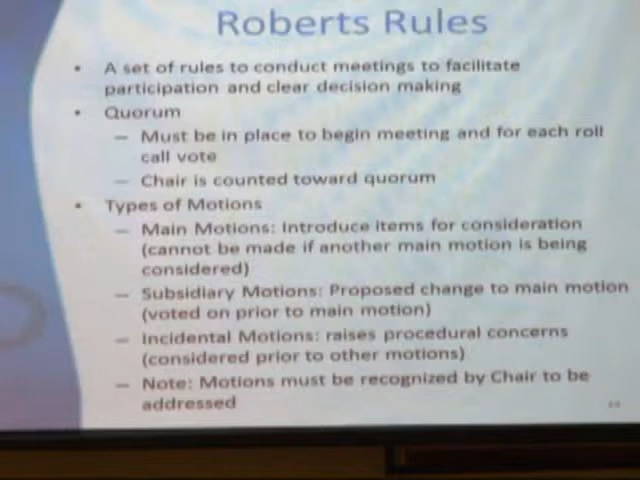 Roberts Rules
• A set of rules to conduct meetings to facilitate
participation and clear decision making
• Quorum
– Must be in place to begin meeting and for each roll
call vote
– Chair is counted toward quorum
• Types of Motions
– Main Motions: Introduce items for consideration
(cannot be made if another main motion is being
considered)
– Subsidiary Motions: Proposed change to main motion
(voted on prior to main motion)
– Incidental Motions: raises procedural concerns
(considered prior to other motions)
– Note: Motions must be recognized by Chair to be
addressed